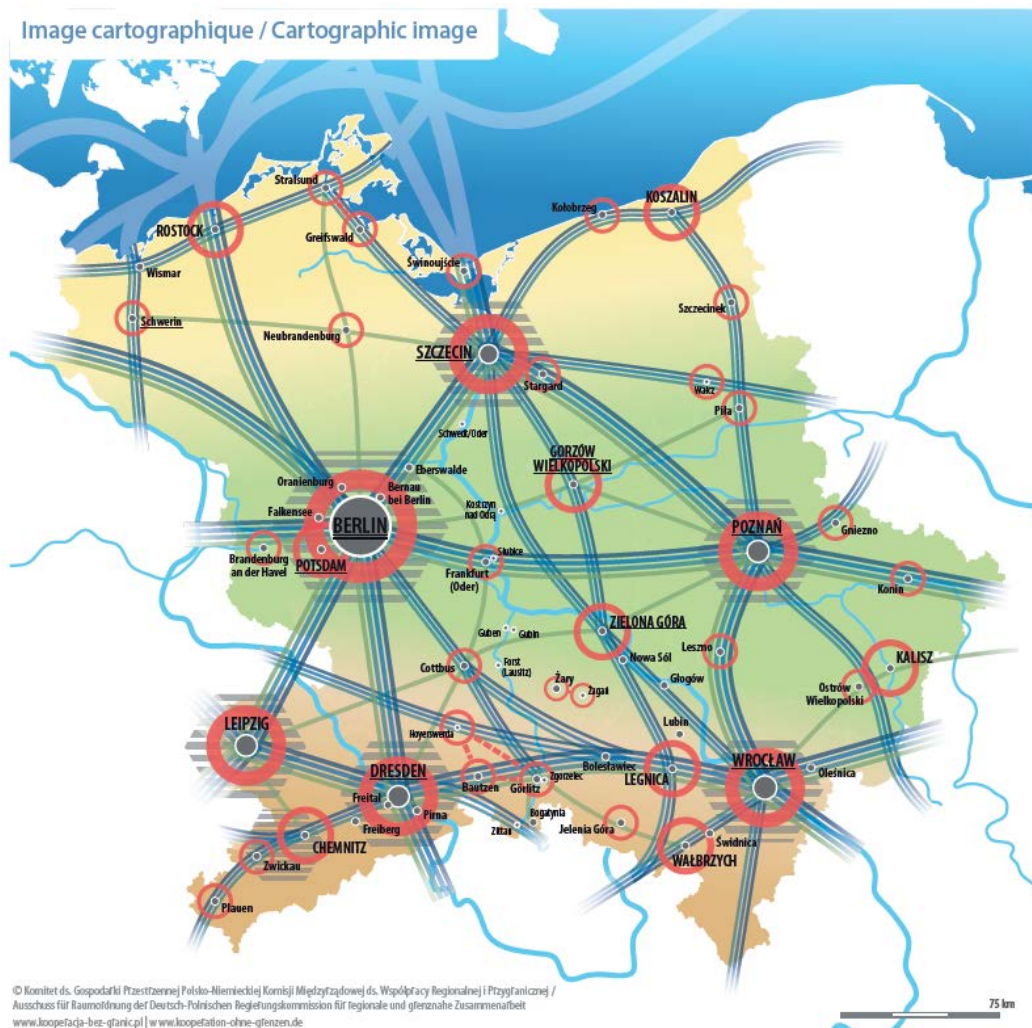 Image cartographique / Cartographic image
Stralsund
ROSTOCK
Greifswald
Wismar
Świnoujście
Kołobrzeg
KOSZALIN
Schwerin
Neubrandenburg
Szczecinek
SZCZECIN
Stargard
Wałcz
Piła
Schwedt/Oder
Eberswalde
GORZÓW
WIELKOPOLSKI
Oranienburg
Bernau
bei Berlin
Falkensee
BERLIN
Kostrzyn
nad Odrą
POZNAŃ
Gniezno
Brandenburg
an der Havel
POTSDAM
Słubice
Frankfurt
(Oder)
Konin
Guben
Gubin
ZIELONA GÓRA
Nowa Sól
Leszno
KALISZ
Cottbus
Forst
(Lausitz)
Żary
Żagań
Głogów
Ostrów
Wielkopolski
LEIPZIG
Hoyerswerda
Lubin
DRESDEN
Bautzen
Görlitz
Zgorzelec
Bolesławiec
LEGNICA
WROCŁAW
Oleśnica
Freital
Pirna
Freiberg
Zittau
Bogatynia
Jelenia Góra
Świdnica
WAŁBRZYCH
CHEMNITZ
Zwickau
Plauen
© Komitet ds. Gospodarki Przestrzennej Polsko-Niemieckiej Komisji Międzyrządowej ds. Współpracy Regionalnej i Przygranicznej /
Ausschuss für Raumordnung der Deutsch-Polnischen Regierungskommission für regionale und grenznahe Zusammenarbeit
www.kooperacja-bez-granic.pl | www.kooperation-ohne-grenzen.de
75 km